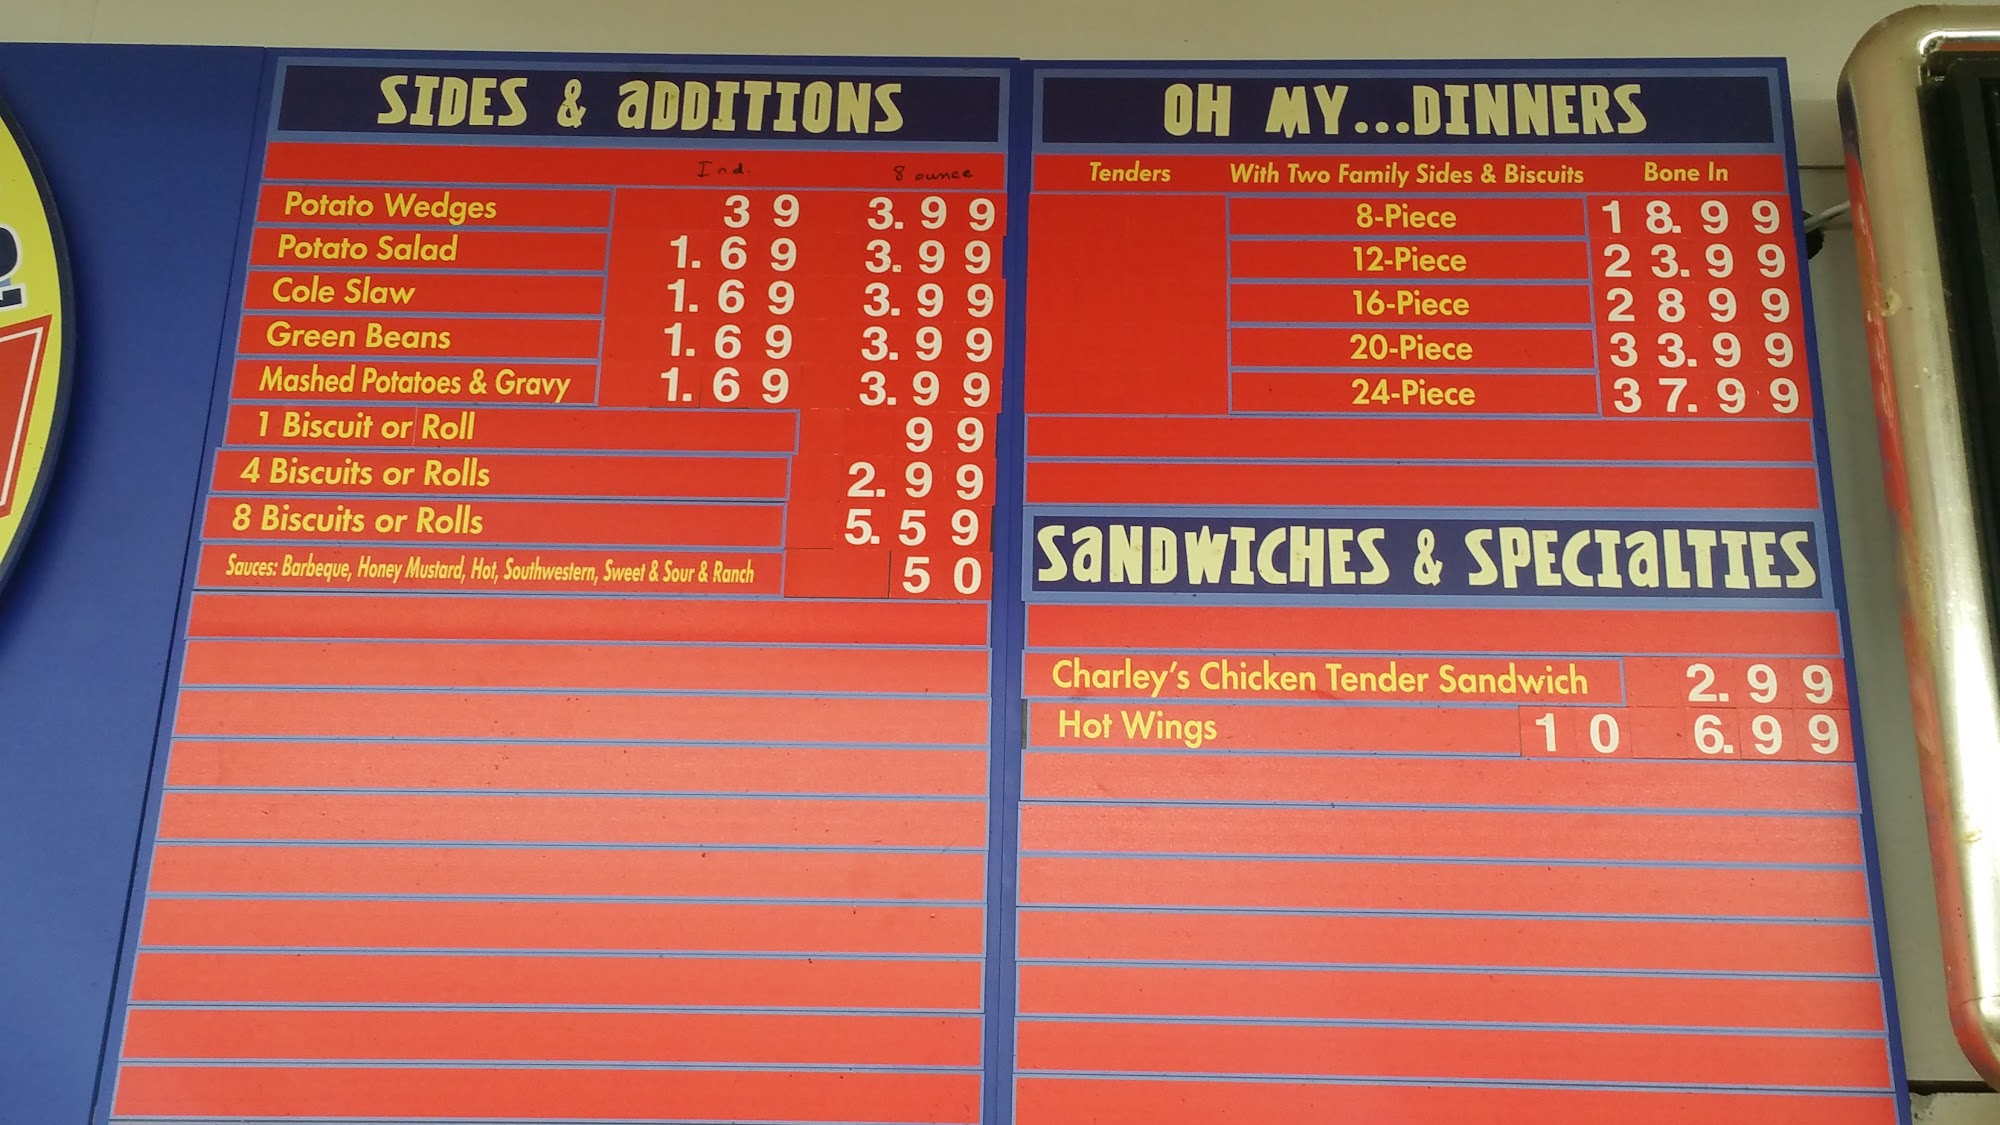 SIDES & ADDITIONS
Ind. 8 ounce
Potato Wedges 39 3.99
Potato Salad 1.69 3.99
Cole Slaw 1.69 3.99
Green Beans 1.69 3.99
Mashed Potatoes & Gravy 1.69 3.99
1 Biscuit or Roll 99
4 Biscuits or Rolls 2.99
8 Biscuits or Rolls 5.59
Sauces: Barbeque, Honey Mustard, Hot, Southwestern, Sweet & Sour & Ranch 50
OH MY...DINNERS
Tenders With Two Family Sides & Biscuits Bone In
8-Piece 18.99
12-Piece 23.99
16-Piece 2899
20-Piece 33.99
24-Piece 37.99
SANDWICHES & SPECIALTIES
Charley's Chicken Tender Sandwich 2.99
Hot Wings 10 6.99